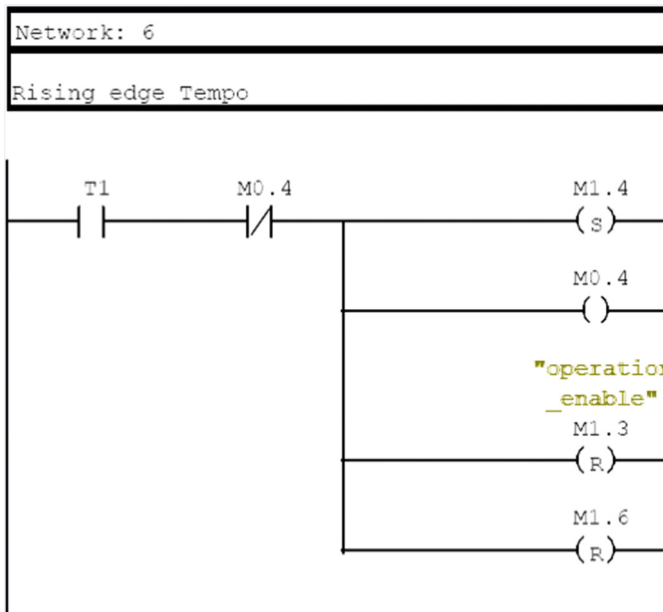 Network: 6
Rising edge Tempo
T1 M0.4 M1.4
S
M0.4
"operation
_enable"
M1.3
R
M1.6
R